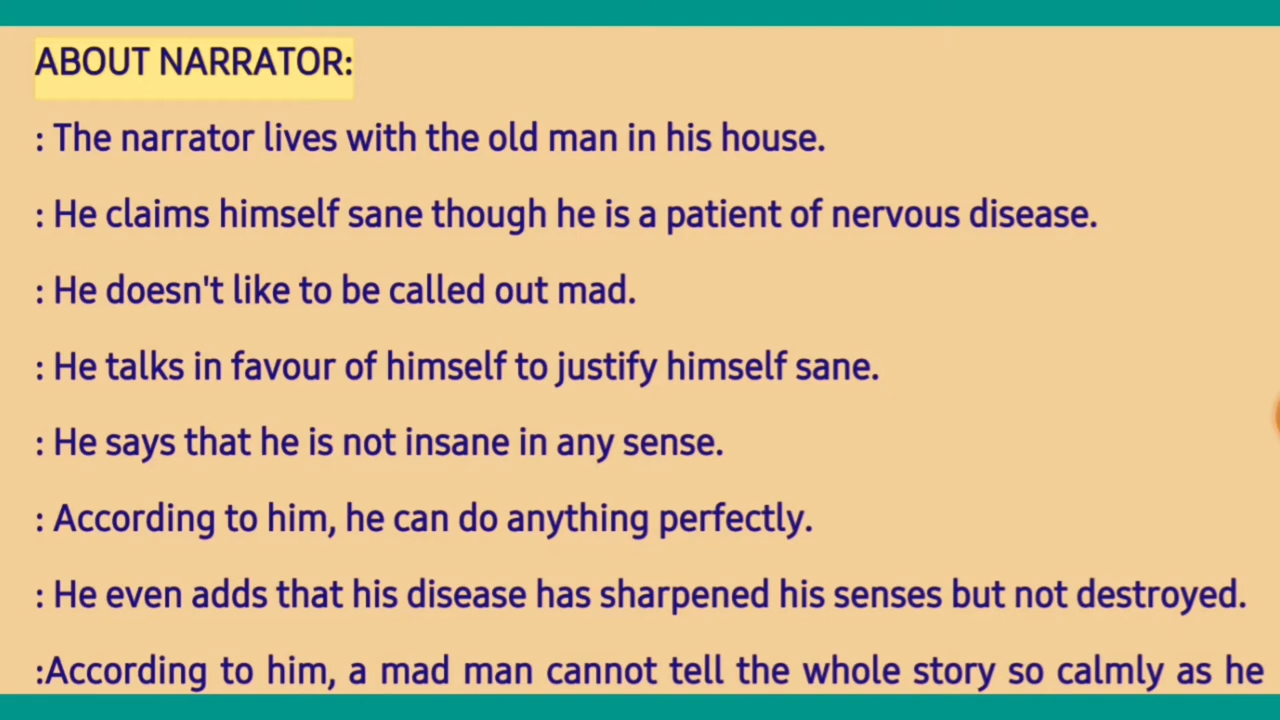 ABOUT NARRATOR:
: The narrator lives with the old man in his house.
: He claims himself sane though he is a patient of nervous disease.
: He doesn't like to be called out mad.
: He talks in favour of himself to justify himself sane.
: He says that he is not insane in any sense.
: According to him, he can do anything perfectly.
: He even adds that his disease has sharpened his senses but not destroyed.
:According to him, a mad man cannot tell the whole story so calmly as he